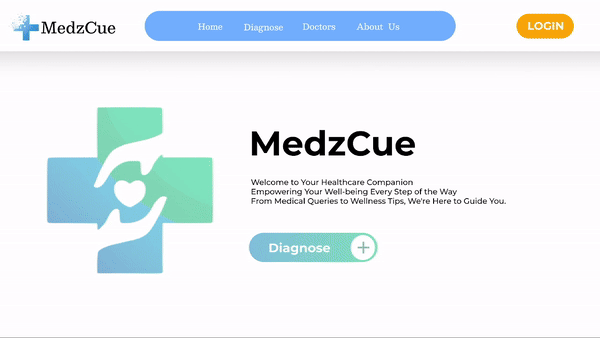 MedzCue
Home Diagnose Doctors About Us
LOGIN
MedzCue
Welcome to Your Healthcare Companion
Empowering Your Well-being Every Step of the Way
From Medical Queries to Wellness Tips, We're Here to Guide You.
Diagnose